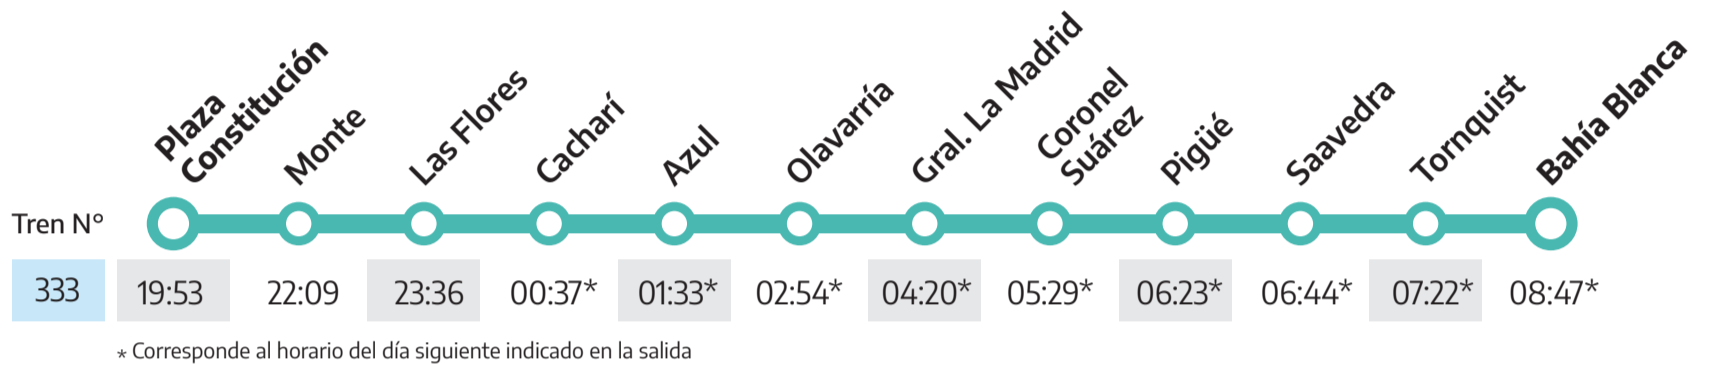 Plaza
Constitución
Monte
Las Flores
Cacharí
Azul
Olavarría
Gral. La Madrid
Coronel
Suárez
Pigüé
Saavedra
Tornquist
Bahía Blanca
Tren N°
333 19:53 22:09 23:36 00:37* 01:33* 02:54* 04:20* 05:29* 06:23* 06:44* 07:22* 08:47*
* Corresponde al horario del día siguiente indicado en la salida